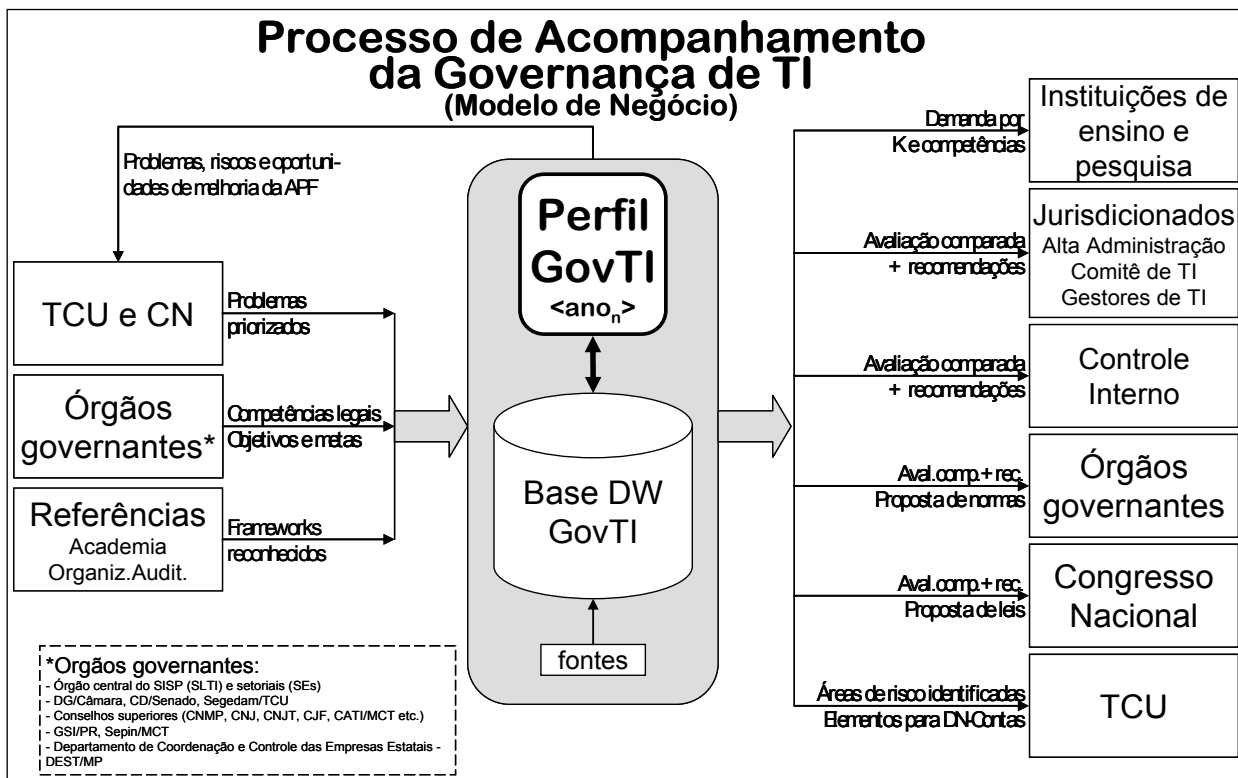 Processo de Acompanhamento
da Governança de TI
(Modelo de Negócio)
Problemas, riscos e oportuni-
dades de melhoria da APF
TCU e CN
Problemas
priorizados
Órgãos
governantes*
Competências legais
Objetivos e metas
Referências
Academia
Organiz.Audit.
Frameworks
reconhecidos
Perfil
GovTI
<ano_n>
Base DW
GovTI
fontes
Demanda por
K e competências
Instituições de
ensino e
pesquisa
Avaliação comparada
+ recomendações
Jurisdicionados
Alta Administração
Comitê de TI
Gestores de TI
Avaliação comparada
+ recomendações
Controle
Interno
Aval.comp.+ rec.
Proposta de normas
Órgãos
governantes
Aval.comp.+ rec.
Proposta de leis
Congresso
Nacional
Áreas de risco identificadas
Elementos para DN-Contas
TCU
*Orgãos governantes:
- Órgão central do SISP (SLTI) e setoriais (SEs)
- DG/Câmara, CD/Senado, Segedam/TCU
- Conselhos superiores (CNMP, CNJ, CNJT, CJF, CATI/MCT etc.)
- GSI/PR, Sepin/MCT
- Departamento de Coordenação e Controle das Empresas Estatais -
DEST/MP